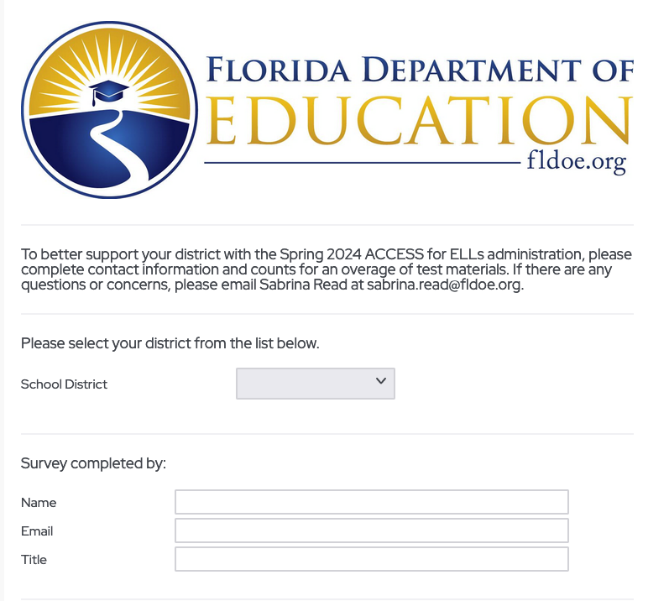 FLORIDA DEPARTMENT OF
EDUCATION
fldoe.org
To better support your district with the Spring 2024 ACCESS for ELLs administration, please
complete contact information and counts for an overage of test materials. If there are any
questions or concerns, please email Sabrina Read at sabrina.read@fldoe.org.
Please select your district from the list below.
School District
Survey completed by:
Name
Email
Title